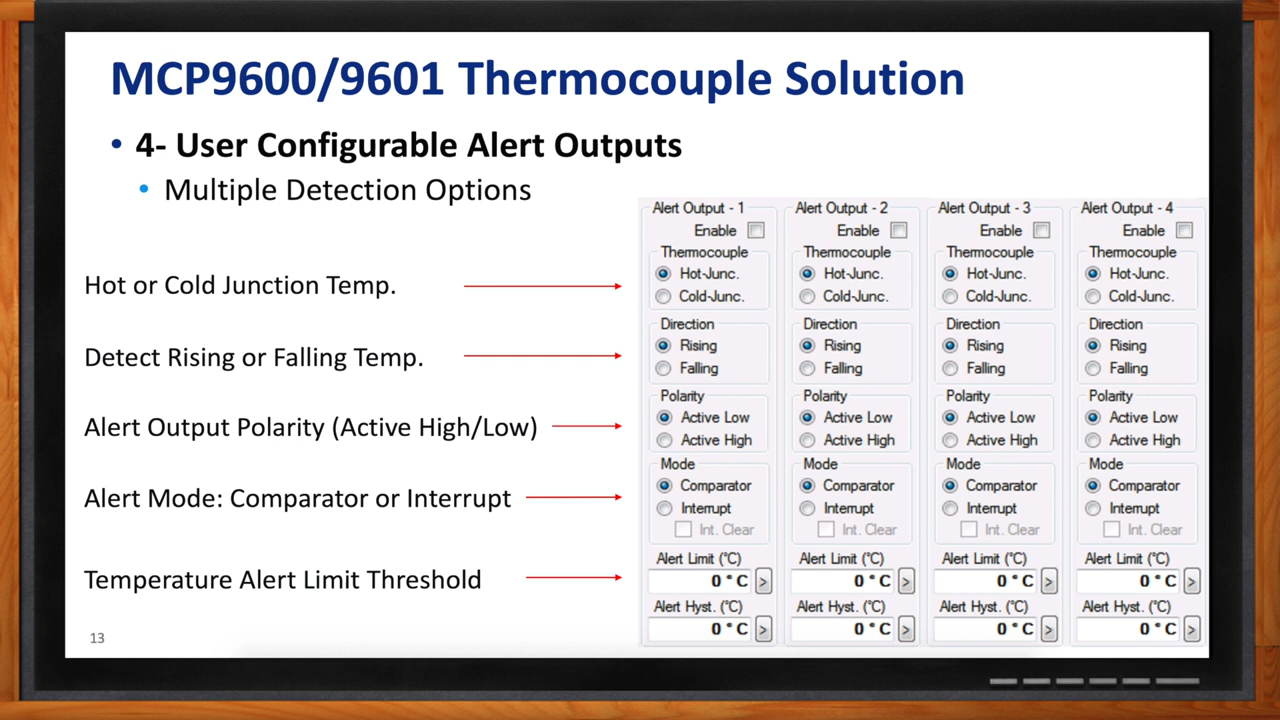 MCP9600/9601 Thermocouple Solution
• 4- User Configurable Alert Outputs
• Multiple Detection Options
Hot or Cold Junction Temp.
Detect Rising or Falling Temp.
Alert Output Polarity (Active High/Low)
Alert Mode: Comparator or Interrupt
Temperature Alert Limit Threshold
13
Alert Output - 1
Enable
Thermocouple
Hot-Junc.
Cold-Junc.
Direction
Rising
Falling
Polarity
Active Low
Active High
Mode
Comparator
Interrupt
Int. Clear
Alert Limit (°C)
0 ° C >
Alert Hyst. (°C)
0 ° C >
Alert Output - 2
Enable
Thermocouple
Hot-Junc.
Cold-Junc.
Direction
Rising
Falling
Polarity
Active Low
Active High
Mode
Comparator
Interrupt
Int. Clear
Alert Limit (°C)
0 ° C >
Alert Hyst. (°C)
0 ° C >
Alert Output - 3
Enable
Thermocouple
Hot-Junc.
Cold-Junc.
Direction
Rising
Falling
Polarity
Active Low
Active High
Mode
Comparator
Interrupt
Int. Clear
Alert Limit (°C)
0 ° C >
Alert Hyst. (°C)
0 ° C >
Alert Output - 4
Enable
Thermocouple
Hot-Junc.
Cold-Junc.
Direction
Rising
Falling
Polarity
Active Low
Active High
Mode
Comparator
Interrupt
Int. Clear
Alert Limit (°C)
0 ° C >
Alert Hyst. (°C)
0 ° C >